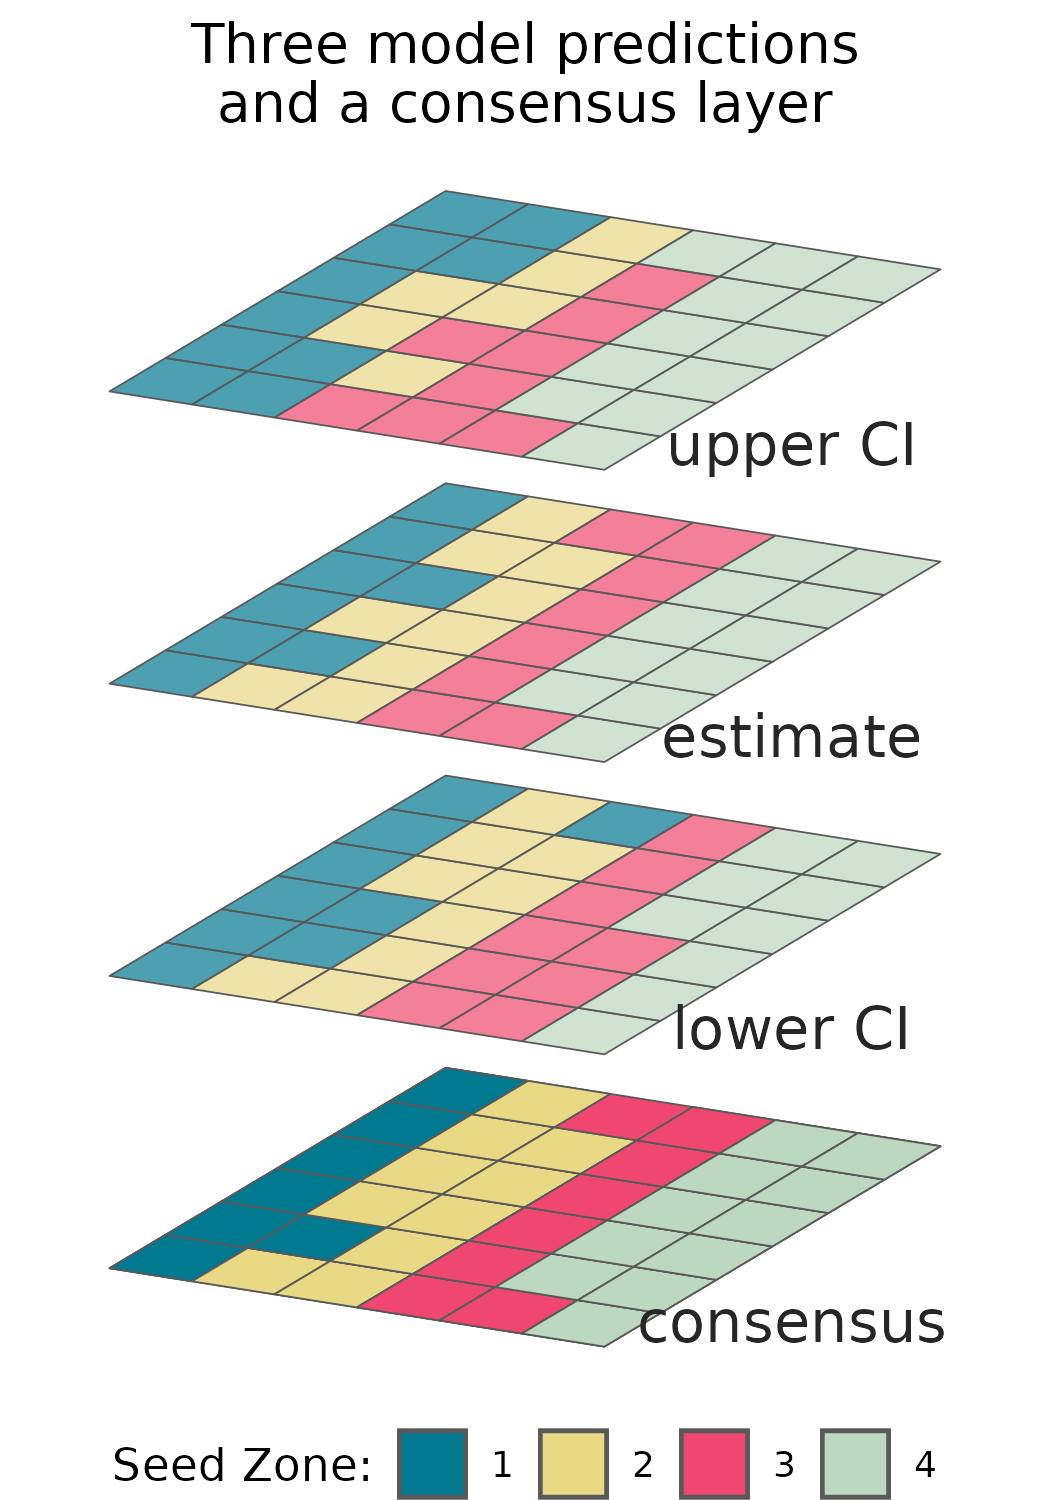 Three model predictions
and a consensus layer
upper CI
estimate
lower CI
consensus
Seed Zone: 1 2 3 4